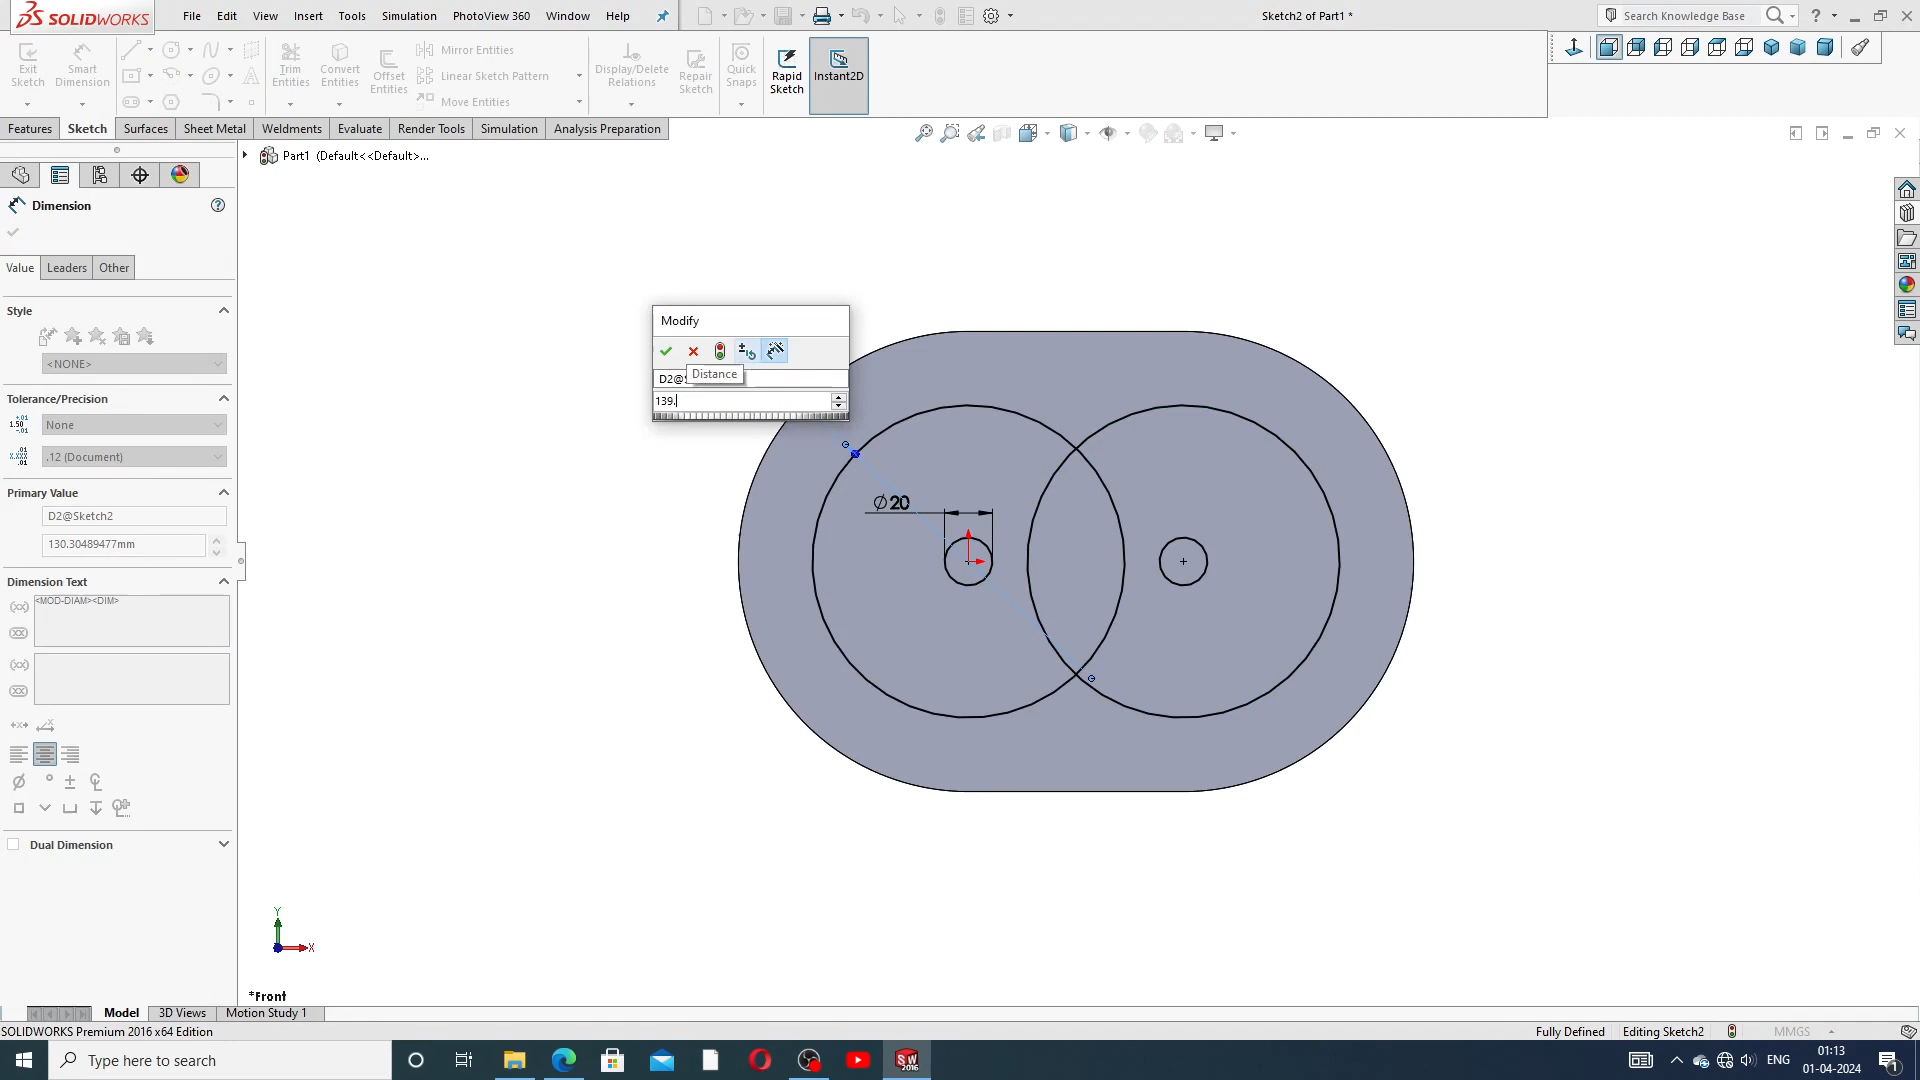 SOLIDWORKS
File Edit View Insert Tools Simulation PhotoView 360 Window Help
Sketch2 of Part1 *
Search Knowledge Base
Exit Sketch
Smart Dimension
Trim Entities
Convert Entities
Offset Entities
Mirror Entities
Linear Sketch Pattern
Move Entities
Display/Delete Relations
Repair Sketch
Quick Snaps
Rapid Sketch
Instant2D
Features Sketch Surfaces Sheet Metal Weldments Evaluate Render Tools Simulation Analysis Preparation
Part1 (Default<<Default>...
Dimension
Value Leaders Other
Style
<NONE>
Tolerance/Precision
None
.12 (Document)
Primary Value
D2@Sketch2
130.30489477mm
Dimension Text
<MOD-DIAM><DIM>
Dual Dimension
Modify
Distance
D2@S
139.
∅20
Y
X
*Front
Model 3D Views Motion Study 1
SOLIDWORKS Premium 2016 x64 Edition
Fully Defined Editing Sketch2 MMGS
Type here to search
ENG
01:13
01-04-2024